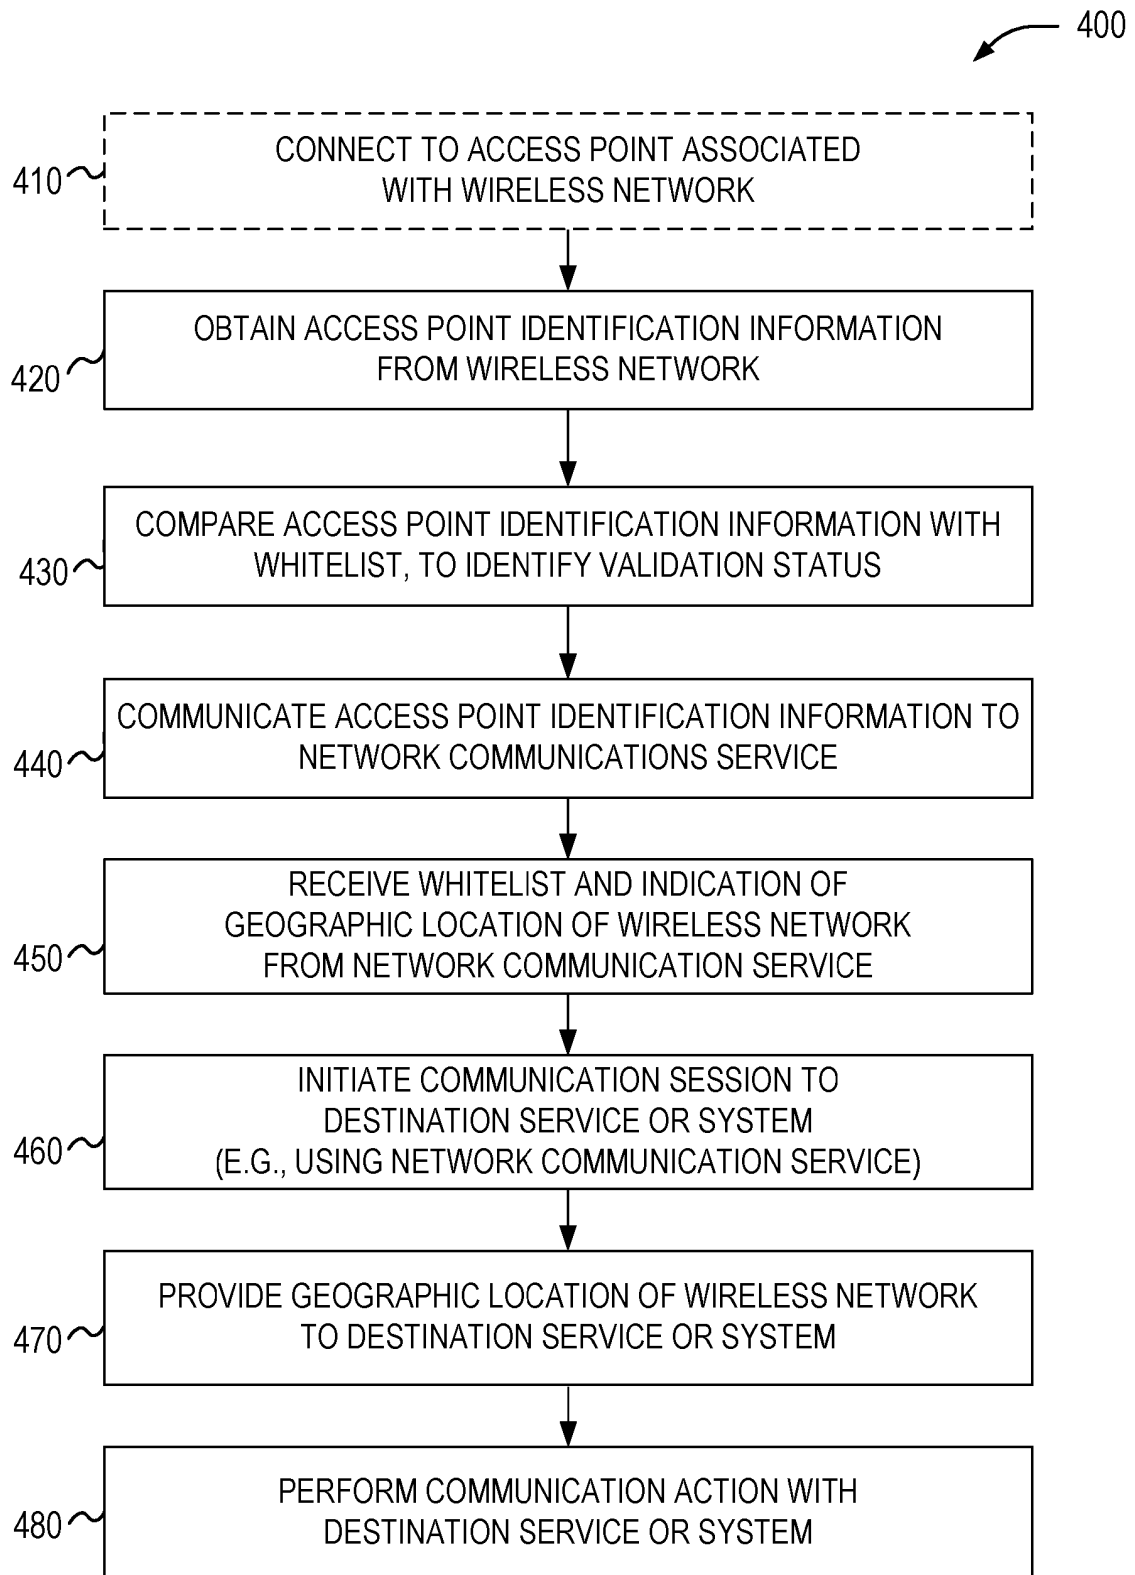 400
410
CONNECT TO ACCESS POINT ASSOCIATED
WITH WIRELESS NETWORK
420
OBTAIN ACCESS POINT IDENTIFICATION INFORMATION
FROM WIRELESS NETWORK
430
COMPARE ACCESS POINT IDENTIFICATION INFORMATION WITH
WHITELIST, TO IDENTIFY VALIDATION STATUS
440
COMMUNICATE ACCESS POINT IDENTIFICATION INFORMATION TO
NETWORK COMMUNICATIONS SERVICE
450
RECEIVE WHITELIST AND INDICATION OF
GEOGRAPHIC LOCATION OF WIRELESS NETWORK
FROM NETWORK COMMUNICATION SERVICE
460
INITIATE COMMUNICATION SESSION TO
DESTINATION SERVICE OR SYSTEM
(E.G., USING NETWORK COMMUNICATION SERVICE)
470
PROVIDE GEOGRAPHIC LOCATION OF WIRELESS NETWORK
TO DESTINATION SERVICE OR SYSTEM
480
PERFORM COMMUNICATION ACTION WITH
DESTINATION SERVICE OR SYSTEM